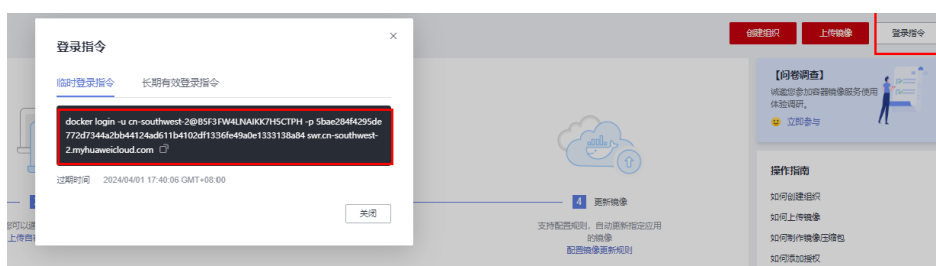 创建组织
上传镜像
登录指令
登录指令
×
临时登录指令
长期有效登录指令
docker login -u cn-southwest-2@B5F3FW4LNAIKK7H5CTPH -p 5bae284f4295de
772d7344a2bb44124ad611b4102df1336fe49a0e1333138a84 swr.cn-southwest-
2.myhuaweicloud.com
过期时间 2024/04/01 17:40:06 GMT+08:00
关闭
上传自
4 更新镜像
支持配置规则，自动更新指定应用
的镜像
配置镜像更新规则
【问卷调查】
诚邀您参加容器镜像服务使用
体验调研。
立即参与
操作指南
如何创建组织
如何上传镜像
如何制作镜像压缩包
如何添加授权